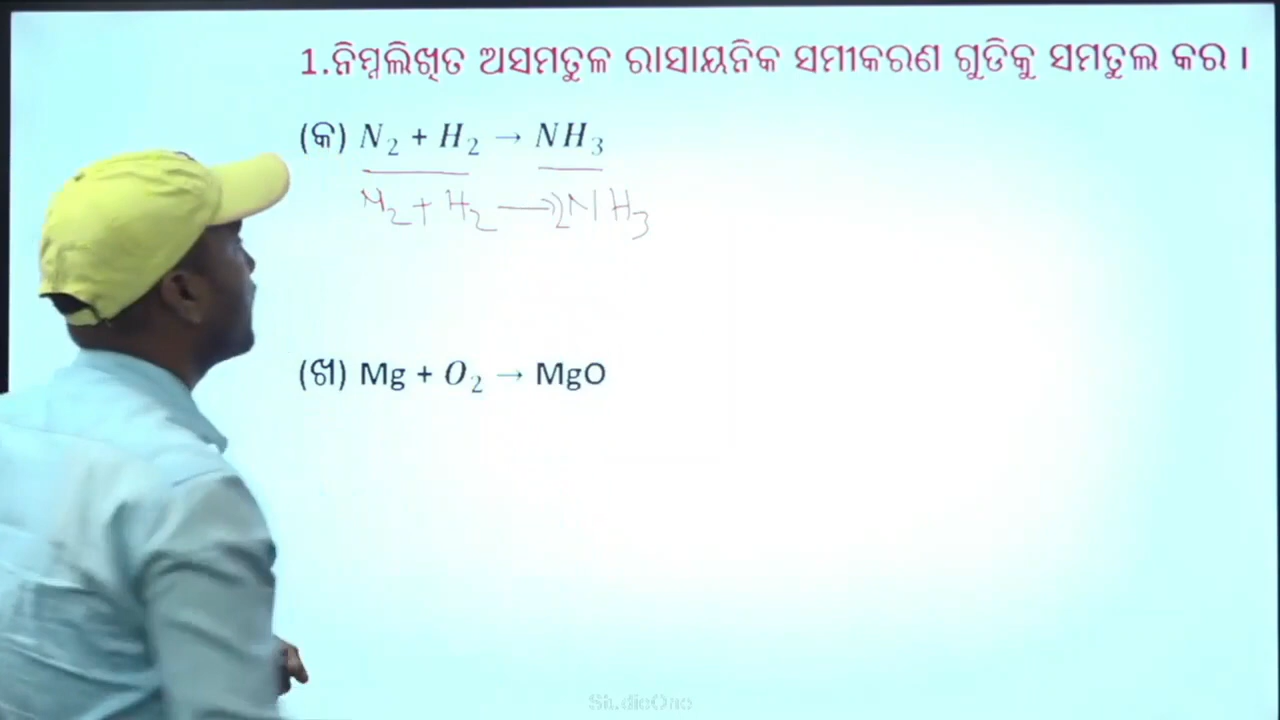 1.ନିମ୍ନଲିଖିତ ଅସମତୁଳ ରାସାୟନିକ ସମୀକରଣ ଗୁଡିକୁ ସମତୁଲ କର ।
(କ) N₂ + H₂ → NH₃
N₂ + H₂ → 2NH₃
(ଖ) Mg + O₂ → MgO